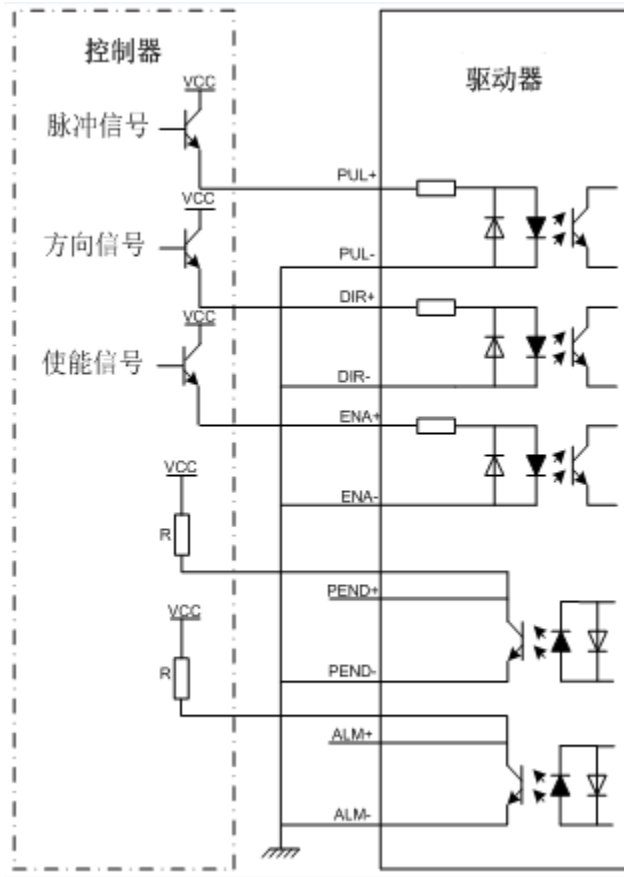 控制器
驱动器
VCC
脉冲信号
PUL+
VCC
方向信号
PUL-
DIR+
VCC
使能信号
DIR-
ENA+
VCC
ENA-
R
PEND+
VCC
R
PEND-
ALM+
ALM-